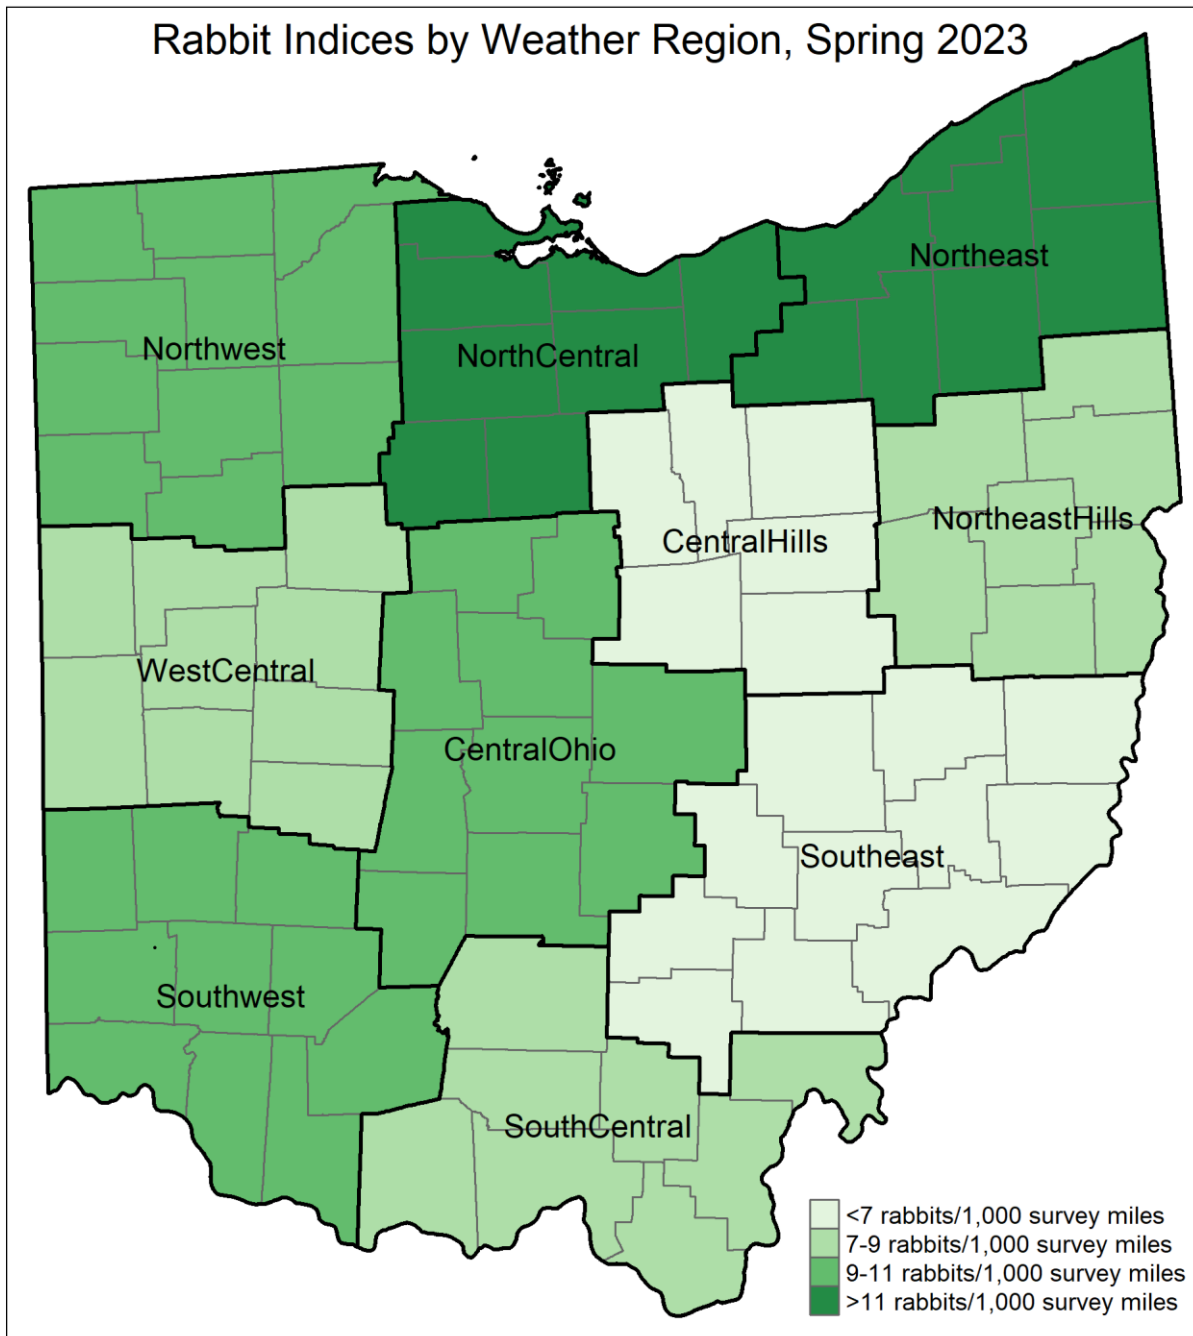 Rabbit Indices by Weather Region, Spring 2023
Northeast
Northwest
NorthCentral
NortheastHills
CentralHills
WestCentral
CentralOhio
Southeast
Southwest
SouthCentral
<7 rabbits/1,000 survey miles
7-9 rabbits/1,000 survey miles
9-11 rabbits/1,000 survey miles
>11 rabbits/1,000 survey miles